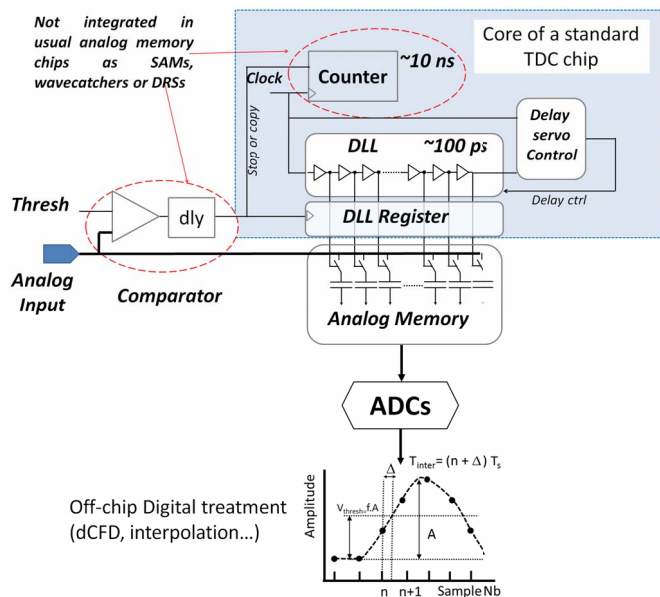 Not integrated in
usual analog memory
chips as SAMs,
wavecatchers or DRSs
Core of a standard
TDC chip
Clock
Counter
~10 ns
Stop or copy
DLL
~100 ps
Delay
servo
Control
Delay ctrl
Thresh
dly
DLL Register
Analog
Input
Comparator
Analog Memory
ADCs
Off-chip Digital treatment
(dCFD, interpolation...)
Amplitude
Δ
T inter= (n + Δ) Ts
Vthresh=f.A
A
n
n+1
Sample Nb